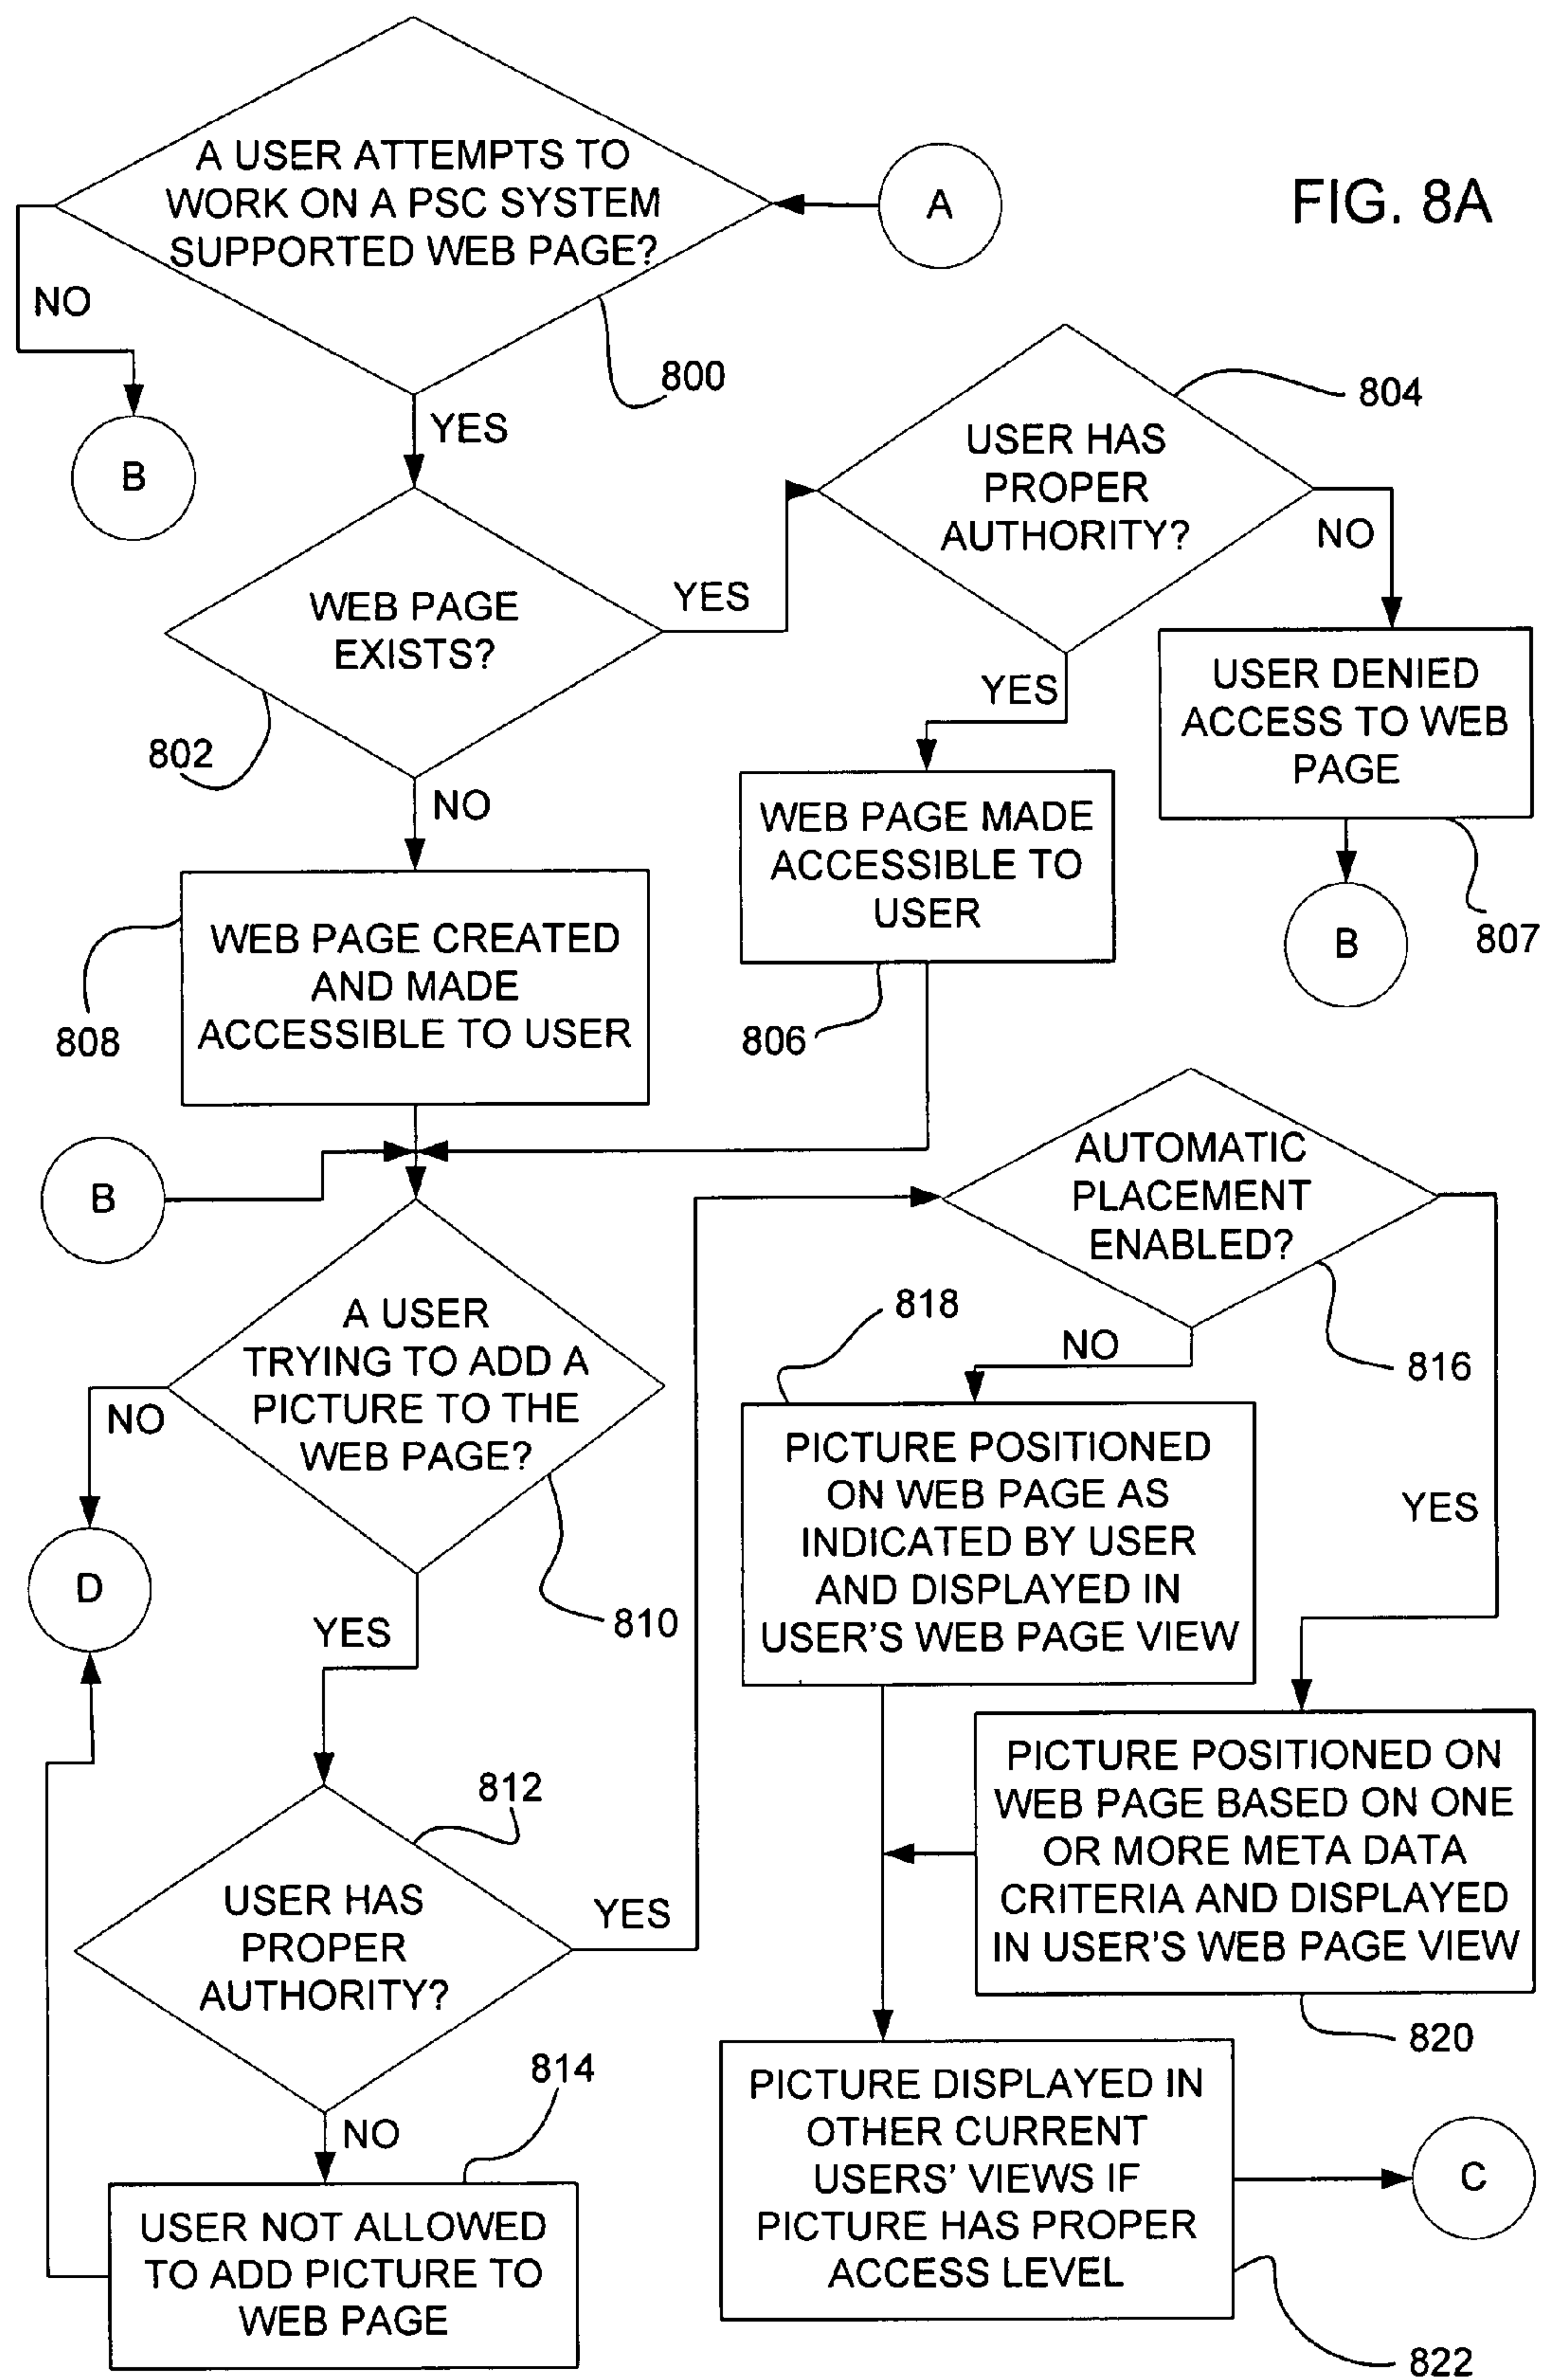 FIG. 8A
A USER ATTEMPTS TO
WORK ON A PSC SYSTEM
SUPPORTED WEB PAGE?
A
NO
800
YES
B
804
USER HAS
PROPER
AUTHORITY?
NO
WEB PAGE
EXISTS?
YES
802
NO
YES
USER DENIED
ACCESS TO WEB
PAGE
807
B
WEB PAGE MADE
ACCESSIBLE TO
USER
806
WEB PAGE CREATED
AND MADE
ACCESSIBLE TO USER
808
B
A USER
TRYING TO ADD A
PICTURE TO THE
WEB PAGE?
NO
D
810
YES
AUTOMATIC
PLACEMENT
ENABLED?
816
NO
818
YES
PICTURE POSITIONED
ON WEB PAGE AS
INDICATED BY USER
AND DISPLAYED IN
USER'S WEB PAGE VIEW
812
USER HAS
PROPER
AUTHORITY?
YES
NO
814
USER NOT ALLOWED
TO ADD PICTURE TO
WEB PAGE
PICTURE POSITIONED ON
WEB PAGE BASED ON ONE
OR MORE META DATA
CRITERIA AND DISPLAYED
IN USER'S WEB PAGE VIEW
820
PICTURE DISPLAYED IN
OTHER CURRENT
USERS' VIEWS IF
PICTURE HAS PROPER
ACCESS LEVEL
C
822